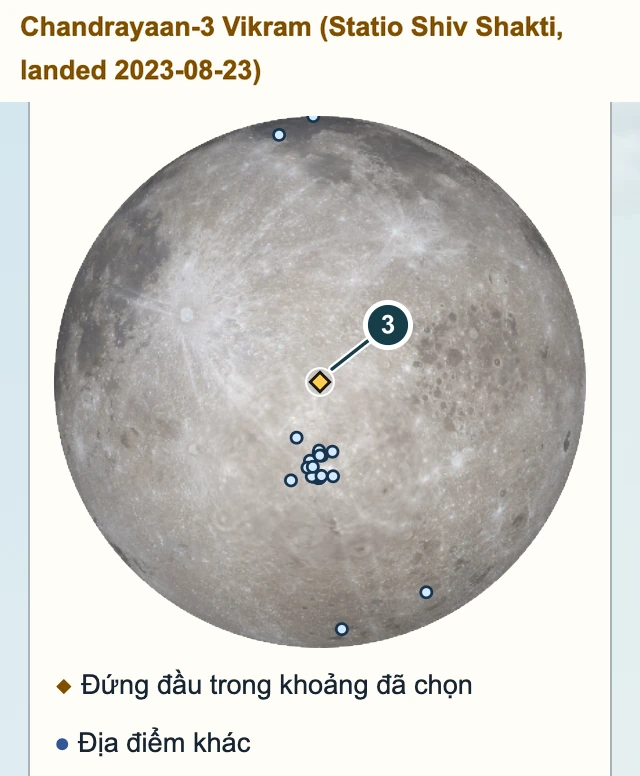 Chandrayaan-3 Vikram (Statio Shiv Shakti,
landed 2023-08-23)
3
Đứng đầu trong khoảng đã chọn
Địa điểm khác